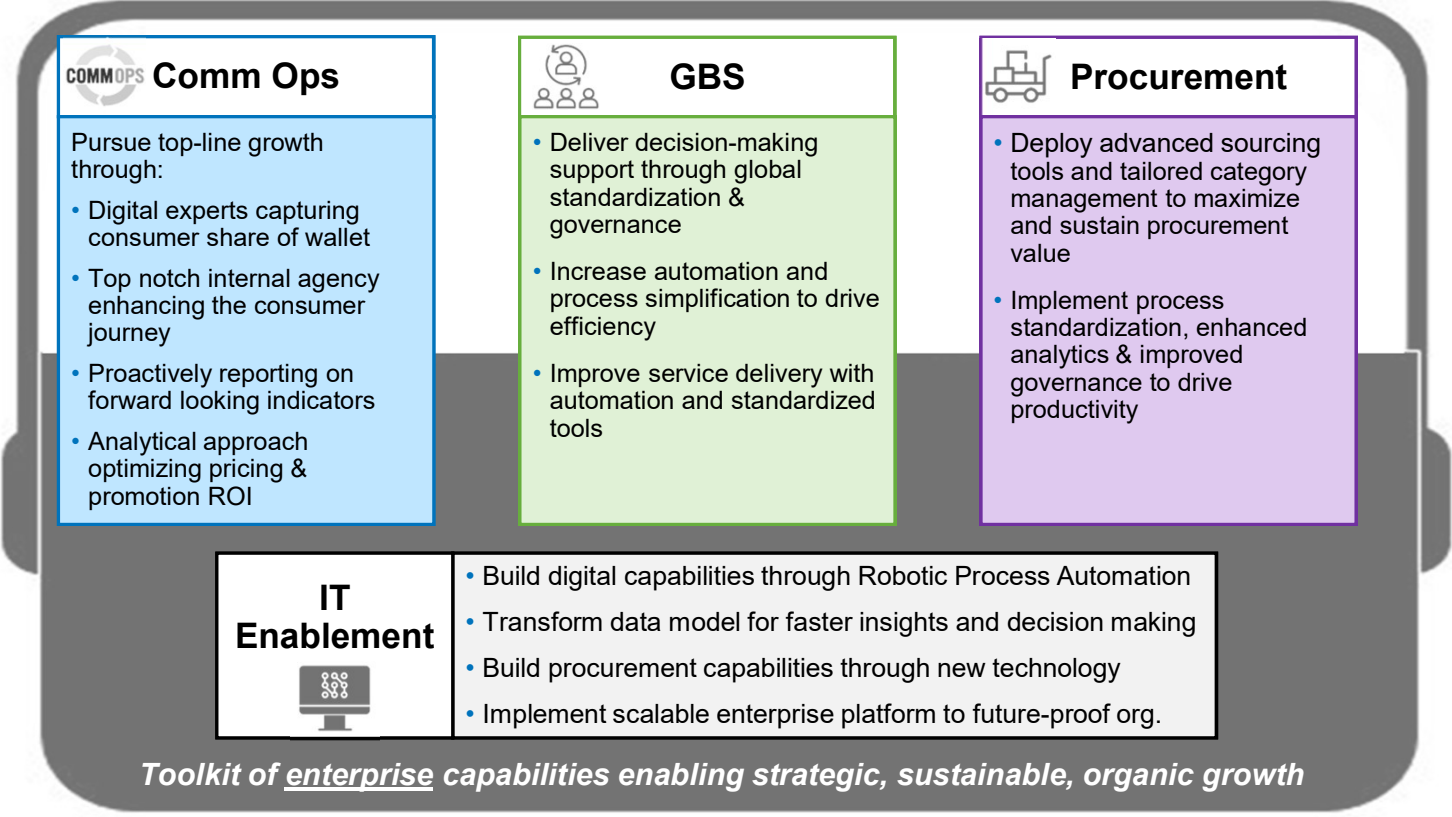 COMMOPS Comm Ops
Pursue top-line growth
through:
• Digital experts capturing
consumer share of wallet
• Top notch internal agency
enhancing the consumer
journey
• Proactively reporting on
forward looking indicators
• Analytical approach
optimizing pricing &
promotion ROI
GBS
• Deliver decision-making
support through global
standardization &
governance
• Increase automation and
process simplification to drive
efficiency
• Improve service delivery with
automation and standardized
tools
Procurement
• Deploy advanced sourcing
tools and tailored category
management to maximize
and sustain procurement
value
• Implement process
standardization, enhanced
analytics & improved
governance to drive
productivity
IT
Enablement
• Build digital capabilities through Robotic Process Automation
• Transform data model for faster insights and decision making
• Build procurement capabilities through new technology
• Implement scalable enterprise platform to future-proof org.
Toolkit of enterprise capabilities enabling strategic, sustainable, organic growth